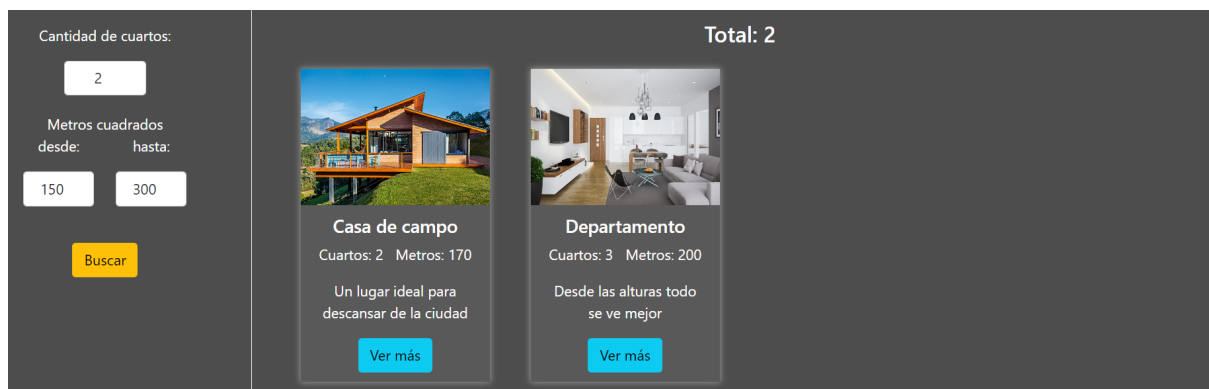 Cantidad de cuartos:
2
Metros cuadrados
desde: hasta:
150 300
Buscar
Total: 2
Casa de campo
Cuartos: 2 Metros: 170
Un lugar ideal para
descansar de la ciudad
Ver más
Departamento
Cuartos: 3 Metros: 200
Desde las alturas todo
se ve mejor
Ver más